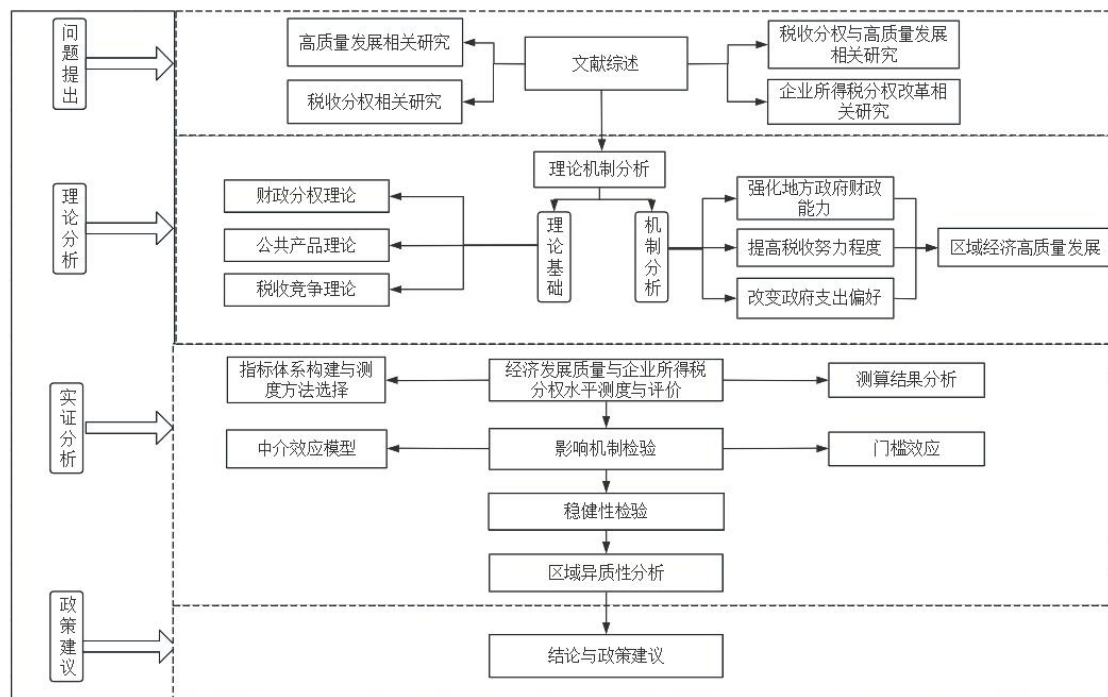 问题提出
高质量发展相关研究
税收分权相关研究
文献综述
税收分权与高质量发展
相关研究
企业所得税分权改革相
关研究
理论分析
理论机制分析
财政分权理论
公共产品理论
税收竞争理论
理论基础
机制分析
强化地方政府财政
能力
提高税收努力程度
改变政府支出偏好
区域经济高质量发展
实证分析
指标体系构建与测
度方法选择
经济发展质量与企业所得税
分权水平测度与评价
测算结果分析
中介效应模型
影响机制检验
门槛效应
稳健性检验
区域异质性分析
政策建议
结论与政策建议